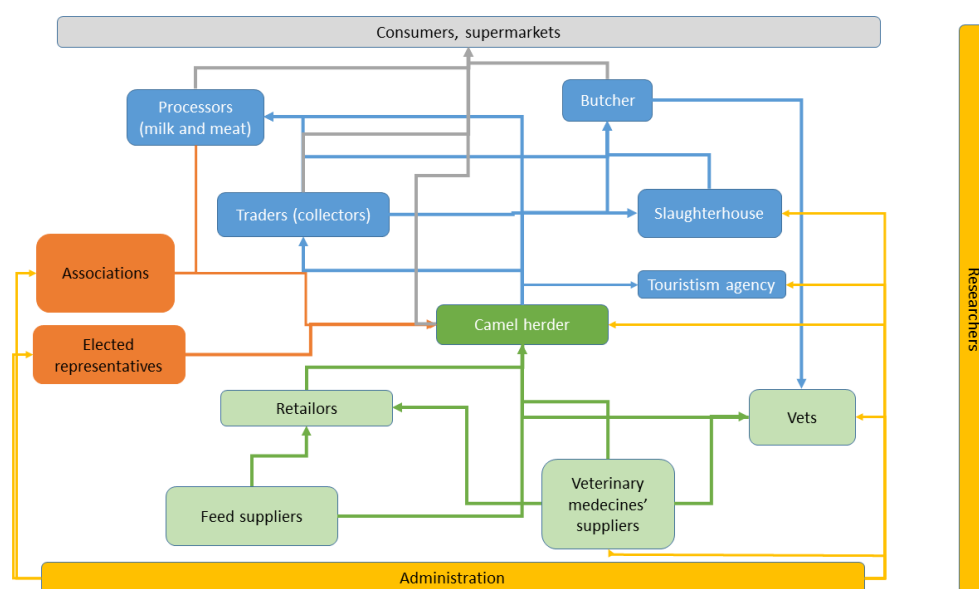 Consumers, supermarkets
Processors
(milk and meat)
Butcher
Traders (collectors)
Slaughterhouse
Associations
Touristism agency
Camel herder
Elected
representatives
Retailors
Vets
Feed suppliers
Veterinary
medecines’
suppliers
Administration
Researchers